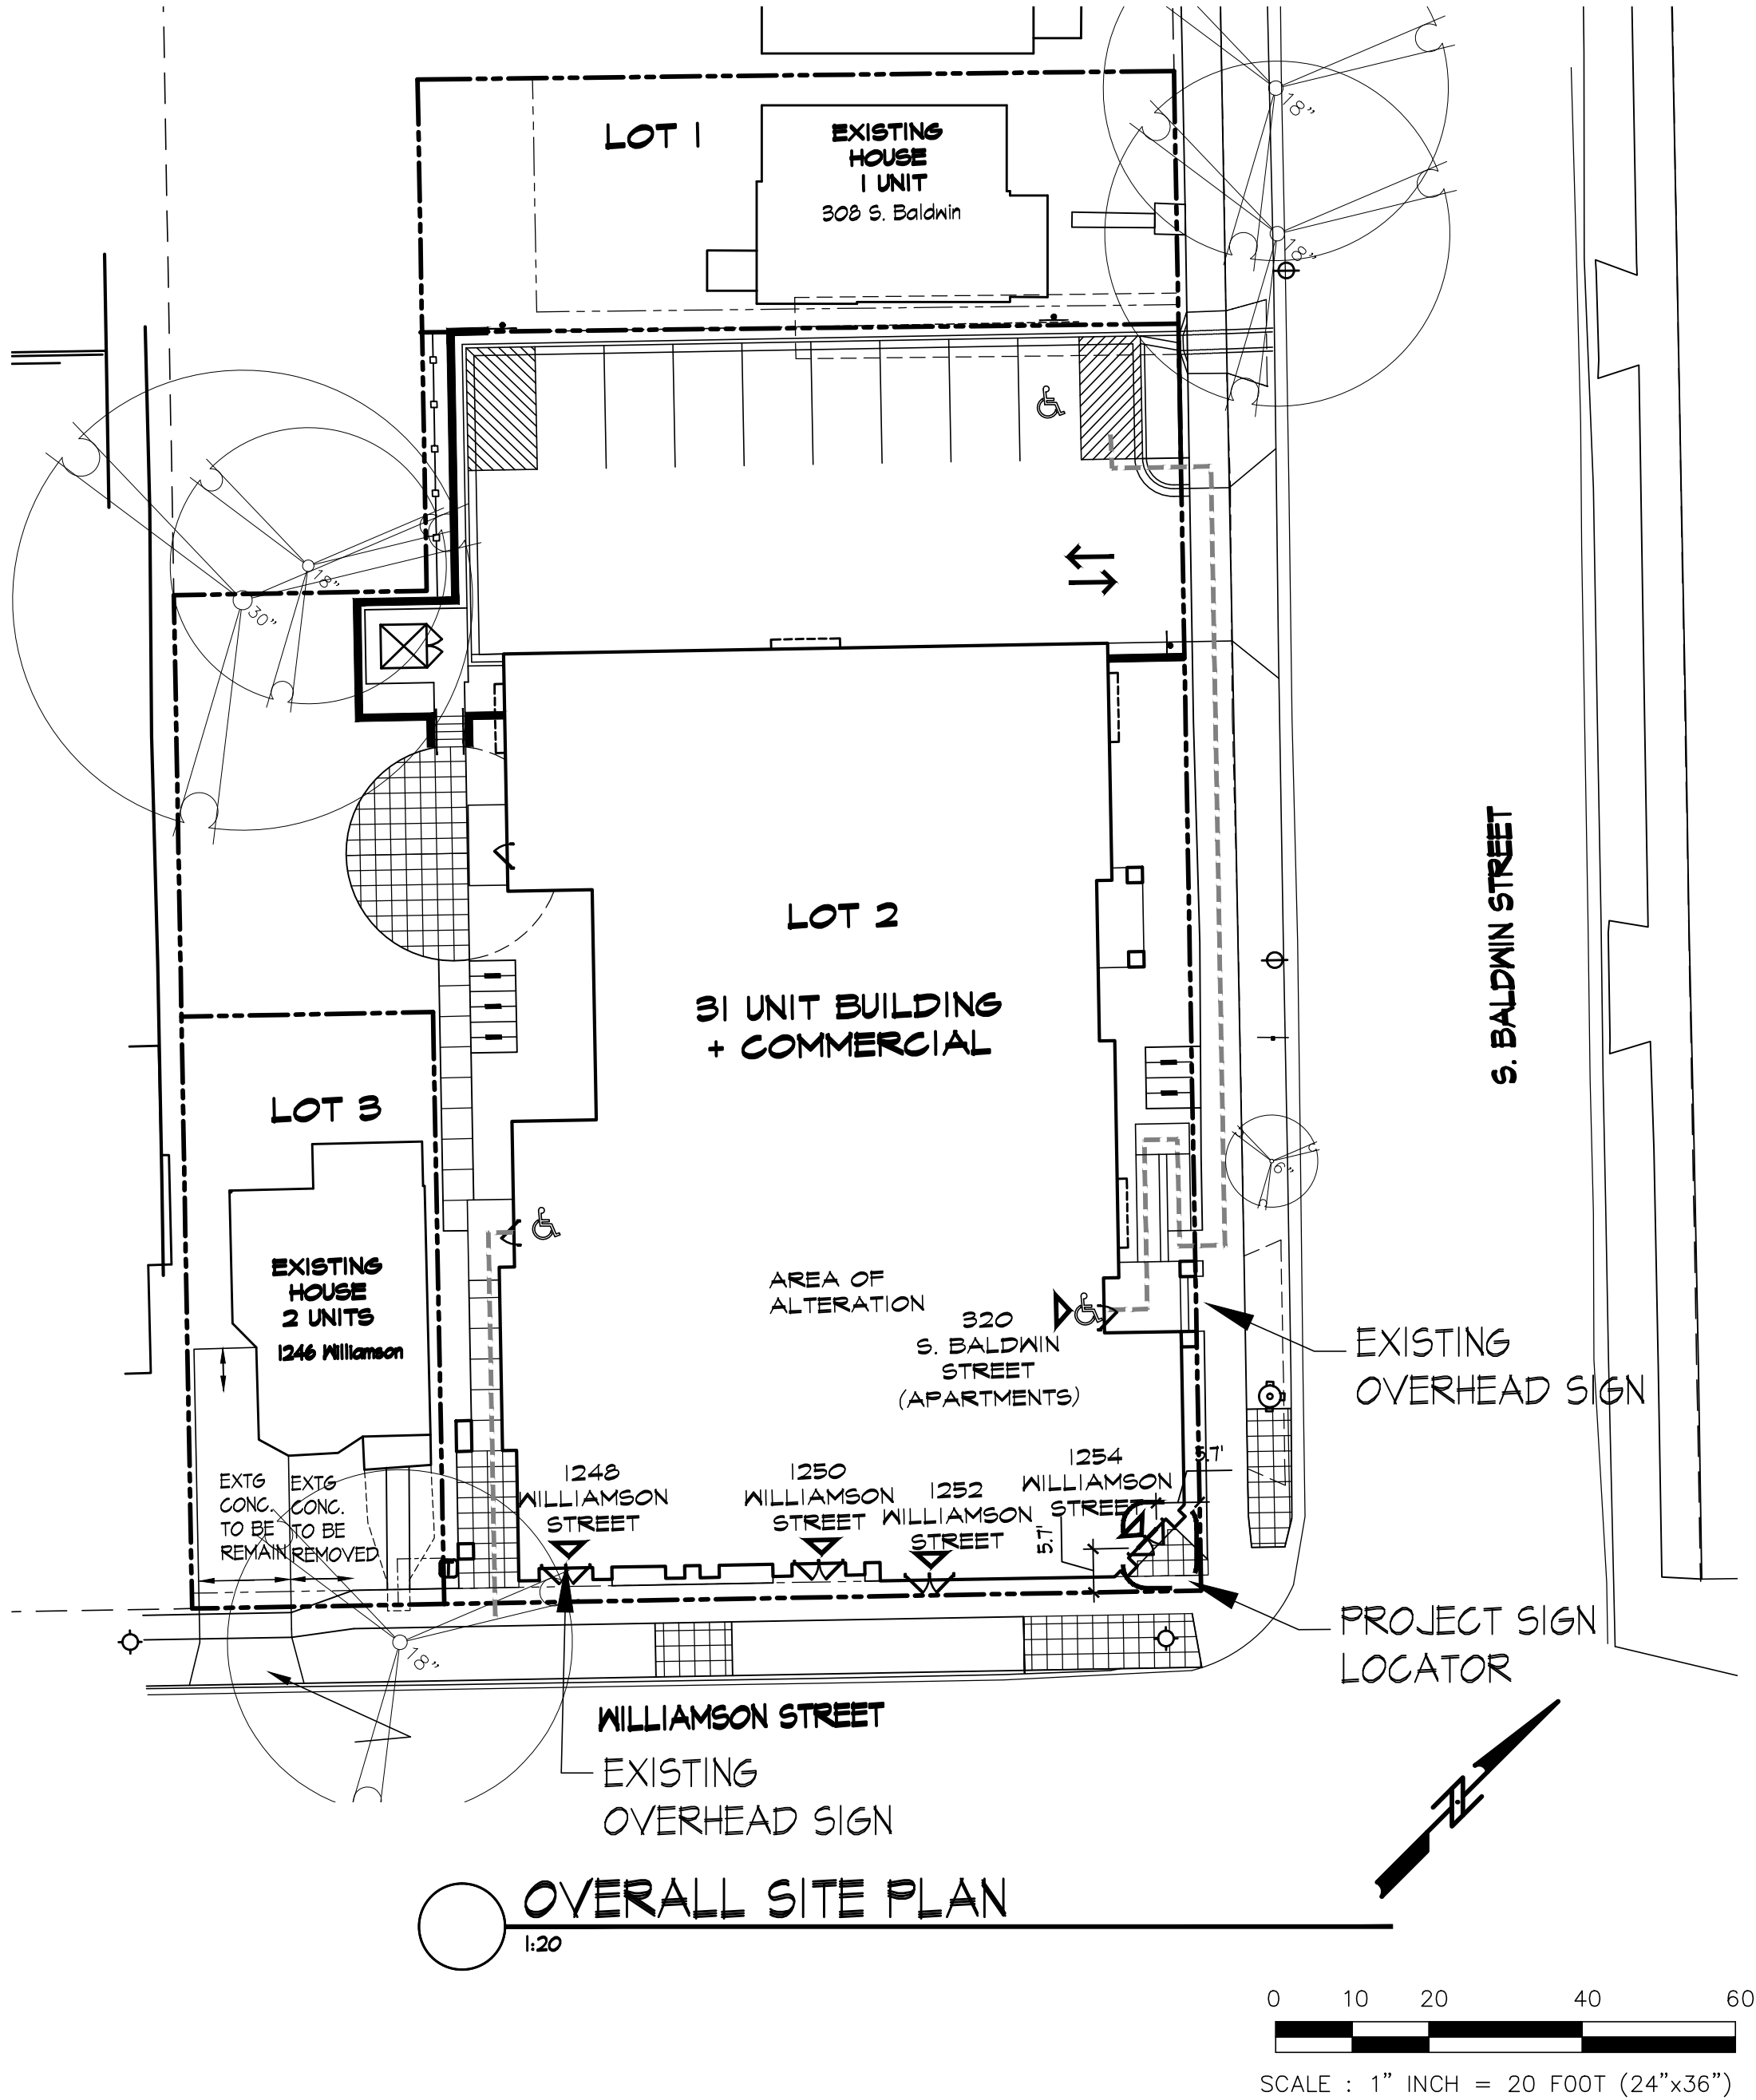 18"
LOT 1
EXISTING
HOUSE
1 UNIT
308 S. Baldwin
18"
18"
30"
LOT 2
31 UNIT BUILDING
+ COMMERCIAL
S. BALDWIN STREET
LOT 3
6"
EXISTING
HOUSE
2 UNITS
1246 Williamson
AREA OF
ALTERATION
320
S. BALDWIN
STREET
(APARTMENTS)
EXISTING
OVERHEAD SIGN
EXTG
CONC.
TO BE
REMAIN
EXTG
CONC.
TO BE
REMOVED
1248
WILLIAMSON
STREET
1250
WILLIAMSON
STREET
1252
WILLIAMSON
STREET
1254
WILLIAMSON
STREET
5.7'
5.7'
PROJECT SIGN
LOCATOR
18"
WILLIAMSON STREET
EXISTING
OVERHEAD SIGN
OVERALL SITE PLAN
1:20
0 10 20 40 60
SCALE : 1" INCH = 20 FOOT (24"x36")